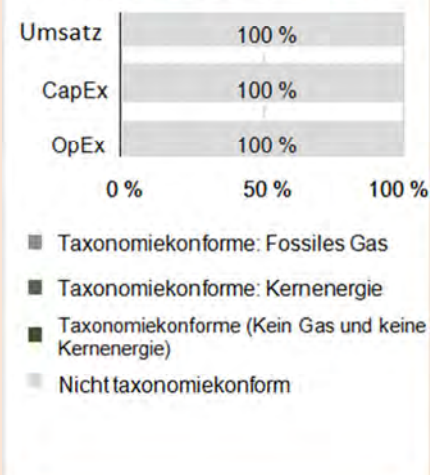 Umsatz 100 %
CapEx 100 %
OpEx 100 %
0 % 50 % 100 %
Taxonomiekonforme: Fossiles Gas
Taxonomiekonforme: Kernenergie
Taxonomiekonforme (Kein Gas und keine
Kernenergie)
Nicht taxonomiekonform